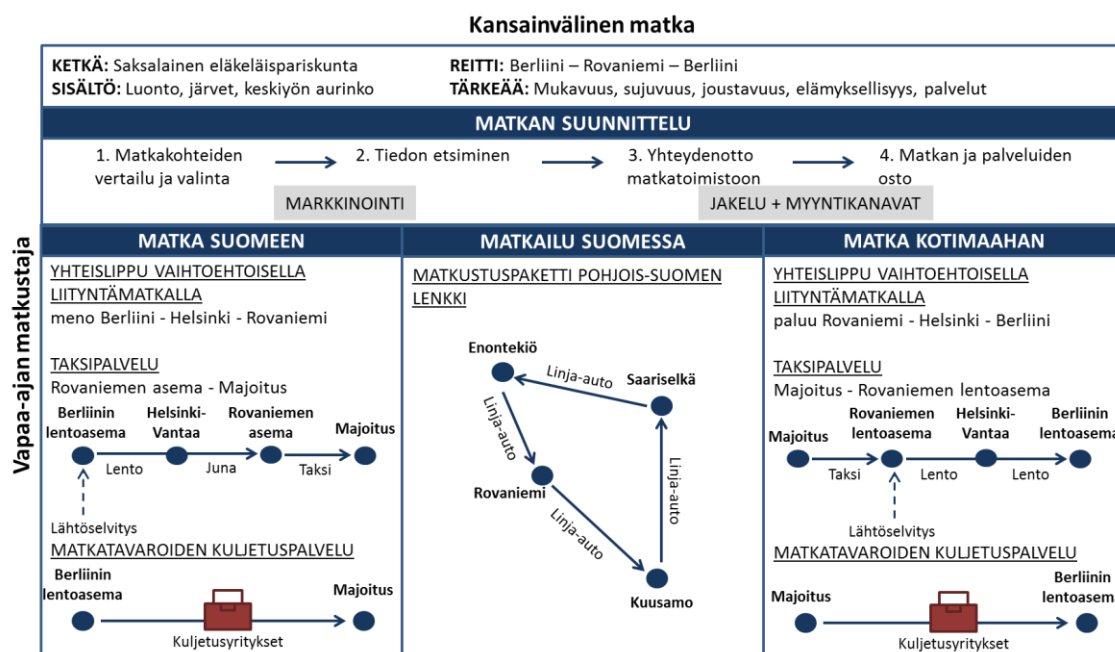 Kansainvälinen matka
KETKÄ: Saksalainen eläkeläispariskunta
SISÄLTÖ: Luonto, järvet, keskiyön aurinko
REITTI: Berliini – Rovaniemi – Berliini
TÄRKEÄÄ: Mukavuus, sujuvuus, joustavuus, elämyksellisyys, palvelut
MATKAN SUUNNITTELU
1. Matkakohteiden
vertailu ja valinta
2. Tiedon etsiminen
3. Yhteydenotto
matkatoimistoon
4. Matkan ja palveluiden
osto
MARKKINOINTI
JAKELU + MYYNTIKANAVAT
Vapaa-ajan matkustaja
MATKA SUOMEEN
YHTEISLIPPU VAIHTOEHTOISELLA
LIITYNTÄMATKALLA
meno Berliini - Helsinki - Rovaniemi
TAKSIPALVELU
Rovaniemen asema - Majoitus
Berliinin
lentoasema
Helsinki-
Vantaa
Rovaniemen
asema
Majoitus
Lento
Juna
Taksi
Lähtöselvitys
MATKATAVAROIDEN KULJETUSPALVELU
Berliinin
lentoasema
Majoitus
Kuljetusyritykset
MATKAILU SUOMESSA
MATKUSTUSPAKETTI POHJOIS-SUOMEN
LENKKI
Enontekiö
Linja-auto
Saariselkä
Linja-auto
Linja-auto
Rovaniemi
Linja-auto
Kuusamo
MATKA KOTIMAAHAN
YHTEISLIPPU VAIHTOEHTOISELLA
LIITYNTÄMATKALLA
paluu Rovaniemi - Helsinki - Berliini
TAKSIPALVELU
Majoitus - Rovaniemen lentoasema
Majoitus
Rovaniemen
lentoasema
Helsinki-
Vantaa
Berliinin
lentoasema
Taksi
Lento
Lento
Lähtöselvitys
MATKATAVAROIDEN KULJETUSPALVELU
Majoitus
Berliinin
lentoasema
Kuljetusyritykset